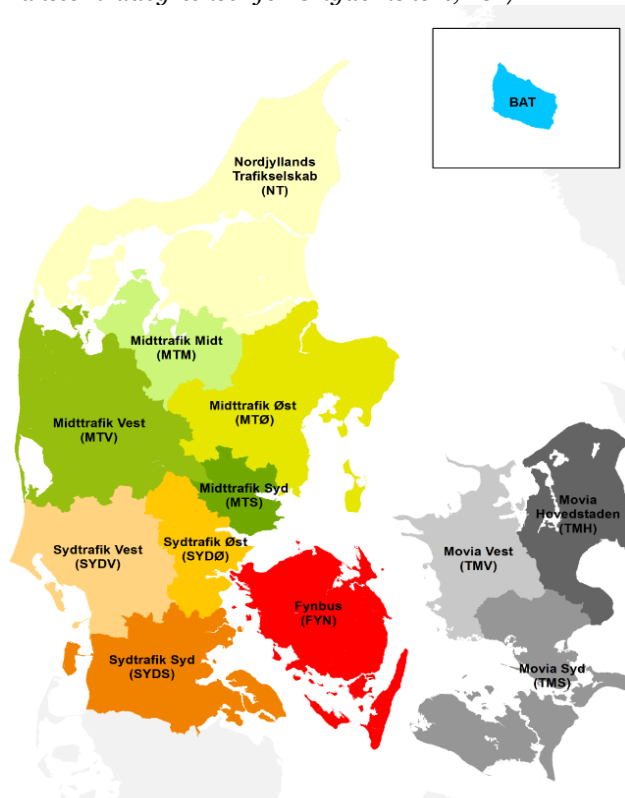 BAT
Nordjyllands
Trafikselskab
(NT)
Midttrafik Midt
(MTM)
Midttrafik Øst
(MTØ)
Midttrafik Vest
(MTV)
Midttrafik Syd
(MTS)
Movia
Hovedstaden
(TMH)
Sydtrafik Vest
(SYDV)
Sydtrafik Øst
(SYDØ)
Movia Vest
(TMV)
Fynbus
(FYN)
Sydtrafik Syd
(SYDS)
Movia Syd
(TMS)